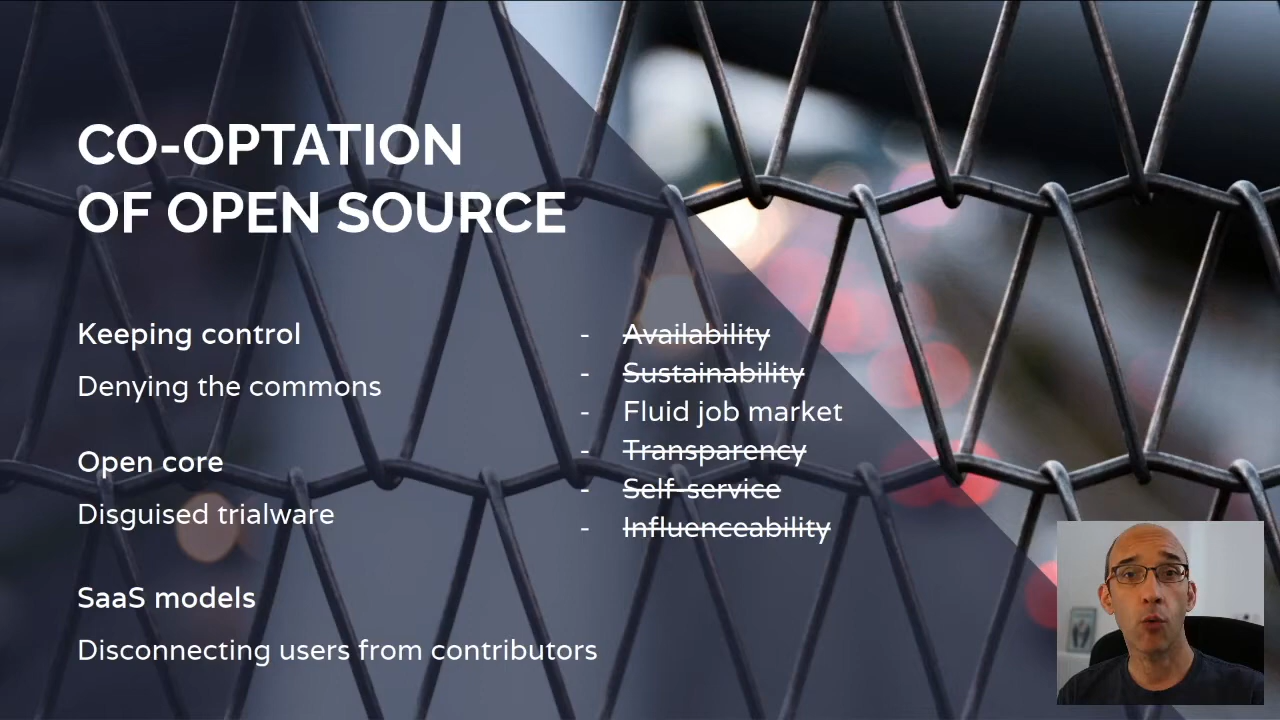 CO-OPTATION
OF OPEN SOURCE
Keeping control
Denying the commons
Open core
Disguised trialware
SaaS models
Disconnecting users from contributors
- Availability
- Sustainability
- Fluid job market
- Transparency
- Self-service
- Influenceability